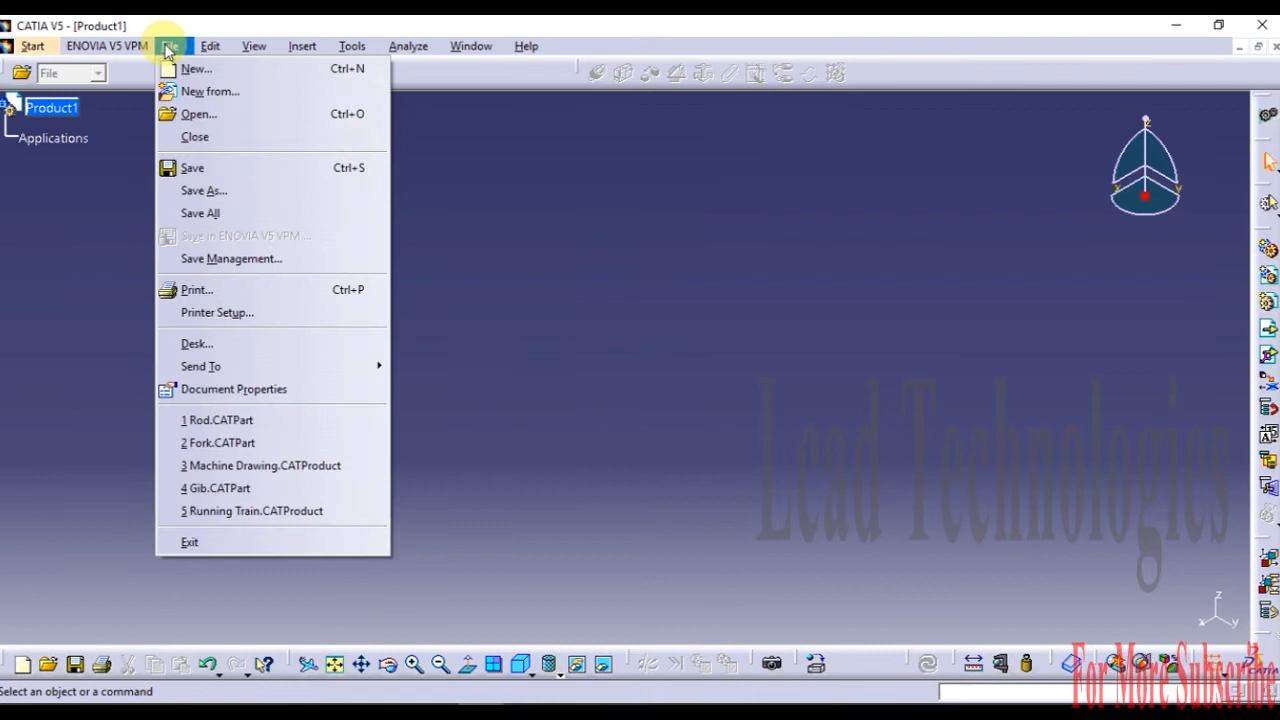 CATIA V5 - [Product1]
Start ENOVIA V5 VPM File Edit View Insert Tools Analyze Window Help
File
New... Ctrl+N
New from...
Open... Ctrl+O
Close
Save Ctrl+S
Save As...
Save All
Save in ENOVIA V5 VPM ...
Save Management...
Print... Ctrl+P
Printer Setup...
Desk...
Send To
Document Properties
1 Rod.CATPart
2 Fork.CATPart
3 Machine Drawing.CATProduct
4 Gib.CATPart
5 Running Train.CATProduct
Exit
Product1
Applications
z
x y
Lead Technologies
z
x y
For More Subscribe
CATIA
Select an object or a command